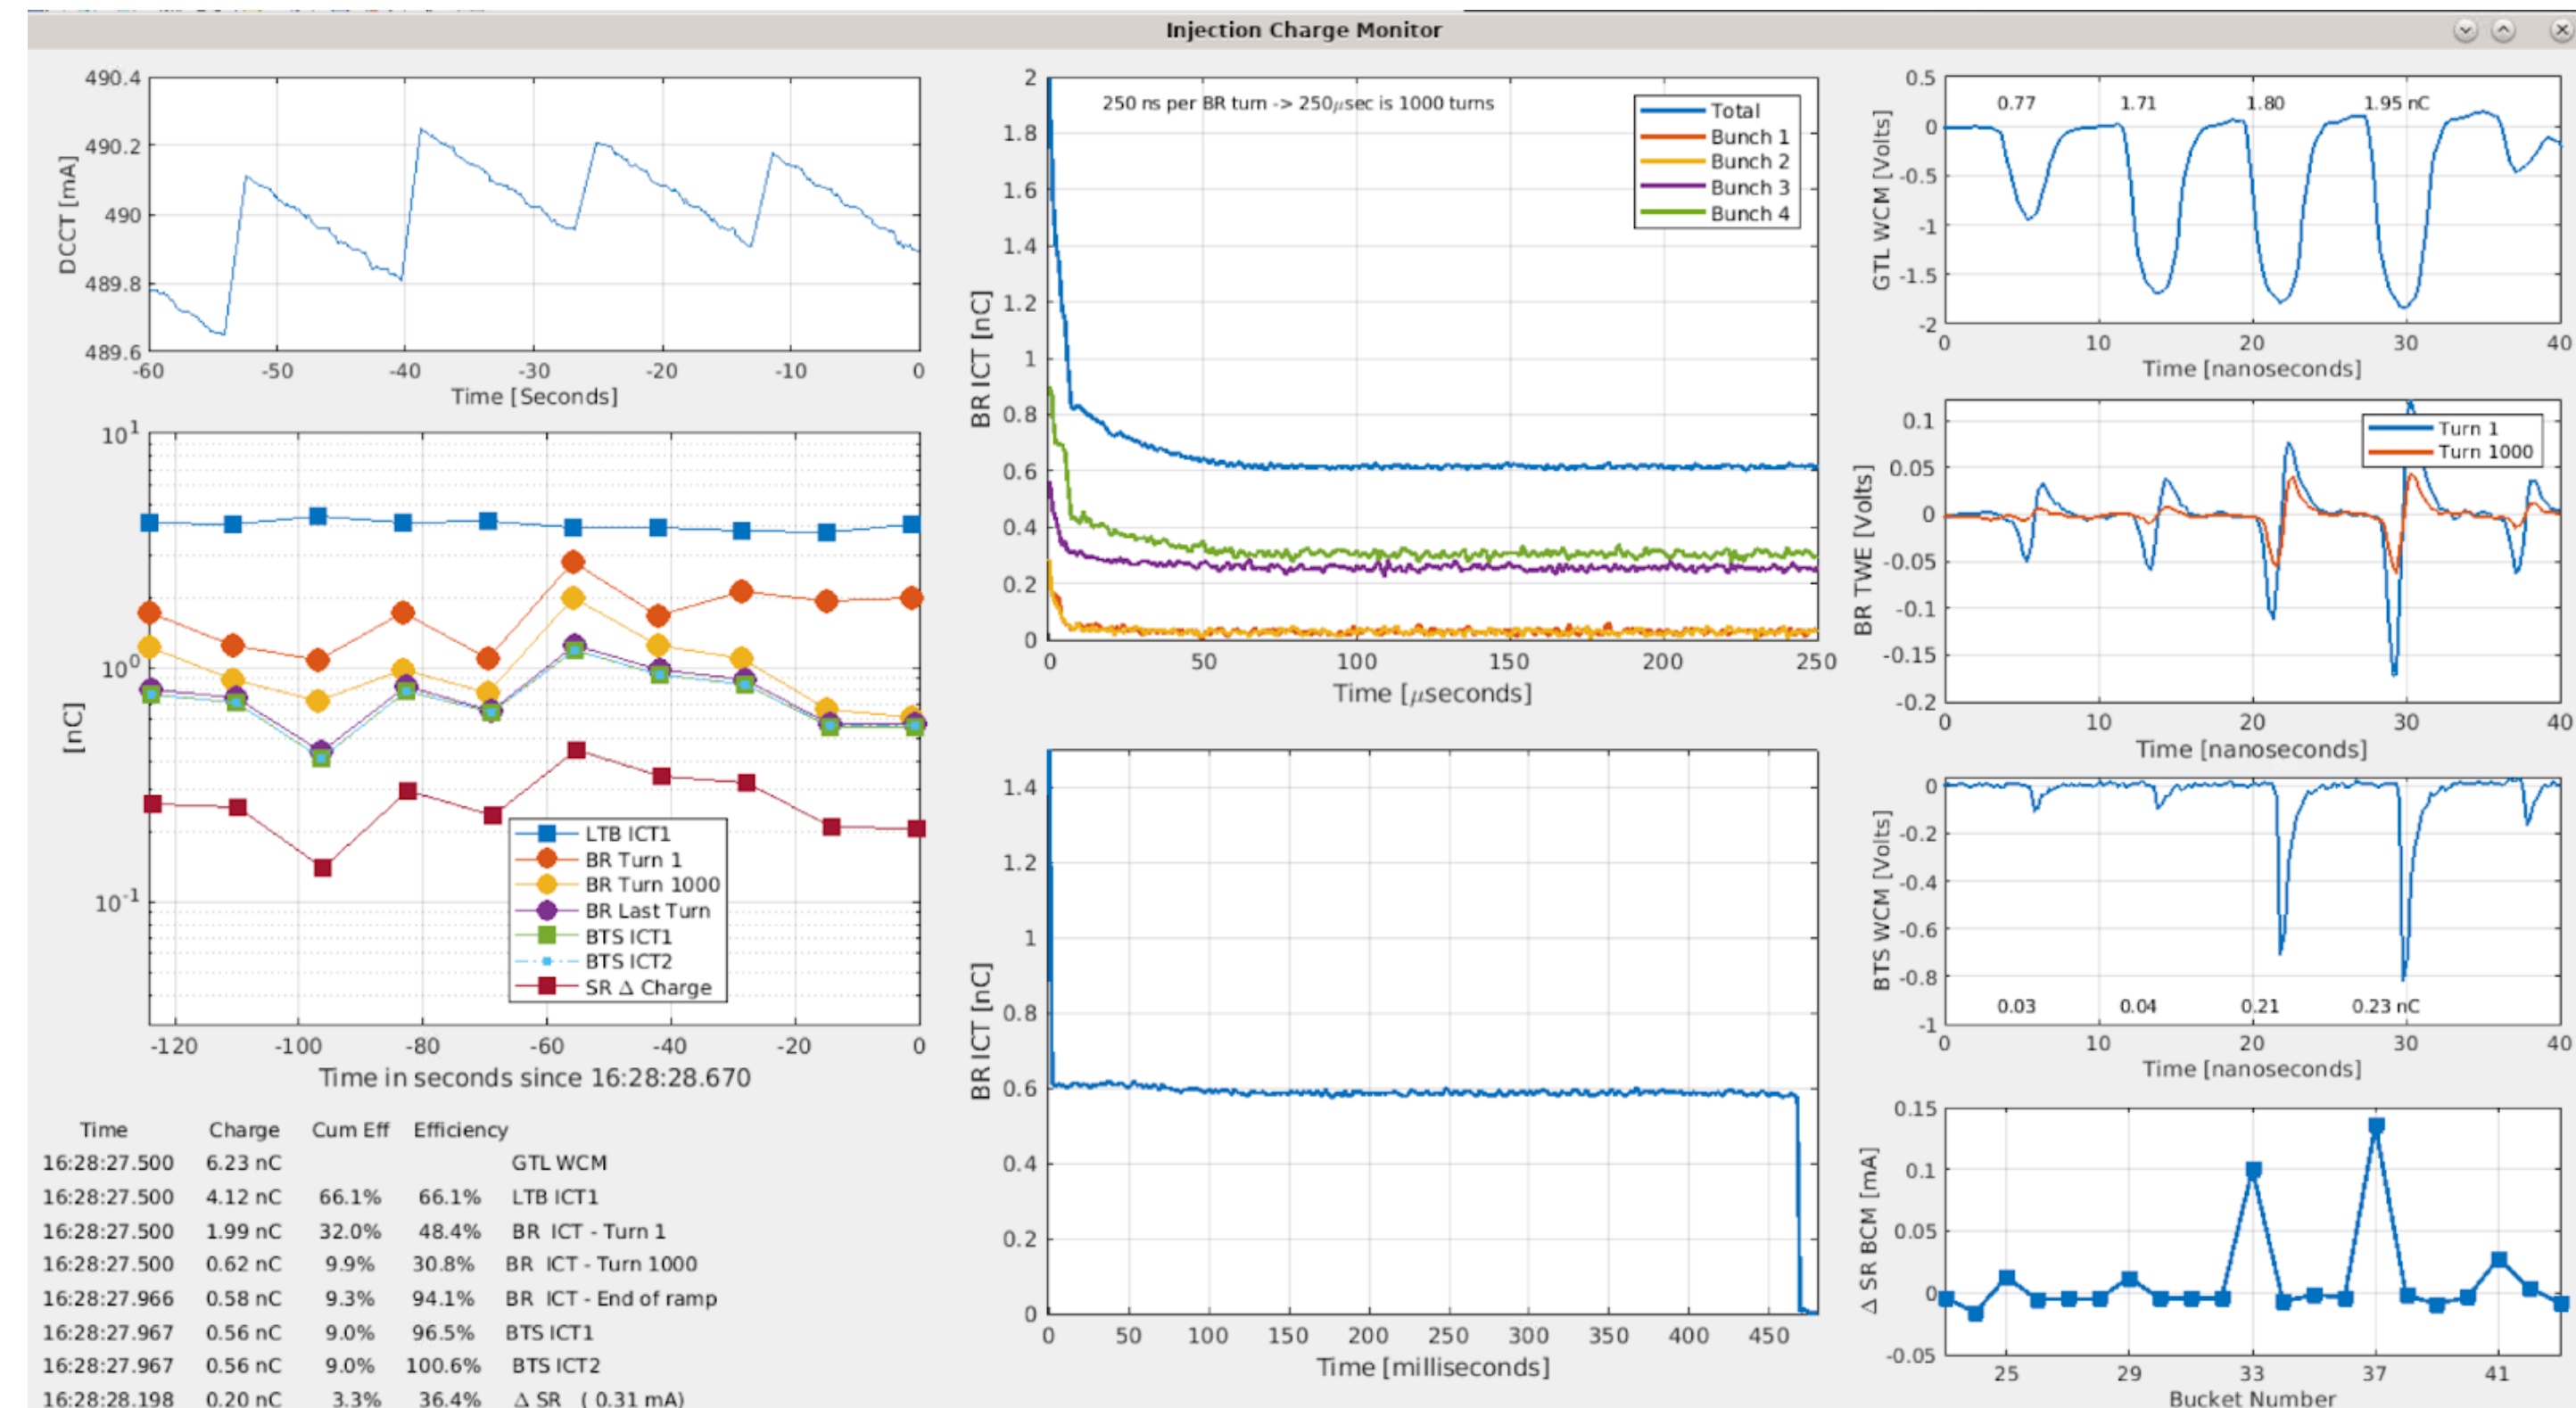 Injection Charge Monitor
490.4
490.2
490
489.8
489.6
DCCT [mA]
-60 -50 -40 -30 -20 -10 0
Time [Seconds]
10^1
10^0
10^-1
[nC]
LTB ICT1
BR Turn 1
BR Turn 1000
BR Last Turn
BTS ICT1
BTS ICT2
SR Δ Charge
-120 -100 -80 -60 -40 -20 0
Time in seconds since 16:28:28.670
Time Charge Cum Eff Efficiency
16:28:27.500 6.23 nC GTL WCM
16:28:27.500 4.12 nC 66.1% 66.1% LTB ICT1
16:28:27.500 1.99 nC 32.0% 48.4% BR ICT - Turn 1
16:28:27.500 0.62 nC 9.9% 30.8% BR ICT - Turn 1000
16:28:27.966 0.58 nC 9.3% 94.1% BR ICT - End of ramp
16:28:27.967 0.56 nC 9.0% 96.5% BTS ICT1
16:28:27.967 0.56 nC 9.0% 100.6% BTS ICT2
16:28:28.198 0.20 nC 3.3% 36.4% Δ SR ( 0.31 mA)
250 ns per BR turn -> 250μsec is 1000 turns
Total
Bunch 1
Bunch 2
Bunch 3
Bunch 4
2
1.8
1.6
1.4
1.2
1
0.8
0.6
0.4
0.2
0
BR ICT [nC]
0 50 100 150 200 250
Time [μseconds]
1.4
1.2
1
0.8
0.6
0.4
0.2
0
BR ICT [nC]
0 50 100 150 200 250 300 350 400 450
Time [milliseconds]
0.77 1.71 1.80 1.95 nC
0.5
0
-0.5
-1
-1.5
-2
GTL WCM [Volts]
0 10 20 30 40
Time [nanoseconds]
Turn 1
Turn 1000
0.1
0.05
0
-0.05
-0.1
-0.15
-0.2
BR TWE [Volts]
0 10 20 30 40
Time [nanoseconds]
0
-0.2
-0.4
-0.6
-0.8
-1
BTS WCM [Volts]
0.03 0.04 0.21 0.23 nC
0 10 20 30 40
Time [nanoseconds]
0.15
0.1
0.05
0
-0.05
Δ SR BCM [mA]
25 29 33 37 41
Bucket Number